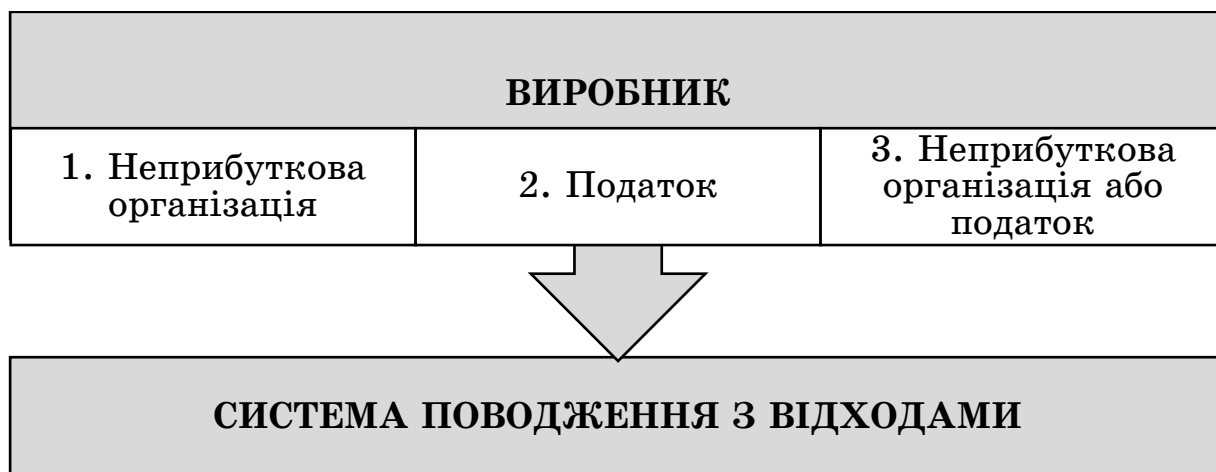 ВИРОБНИК
1. Неприбуткова
організація
2. Податок
3. Неприбуткова
організація або
податок
СИСТЕМА ПОВОДЖЕННЯ З ВІДХОДАМИ